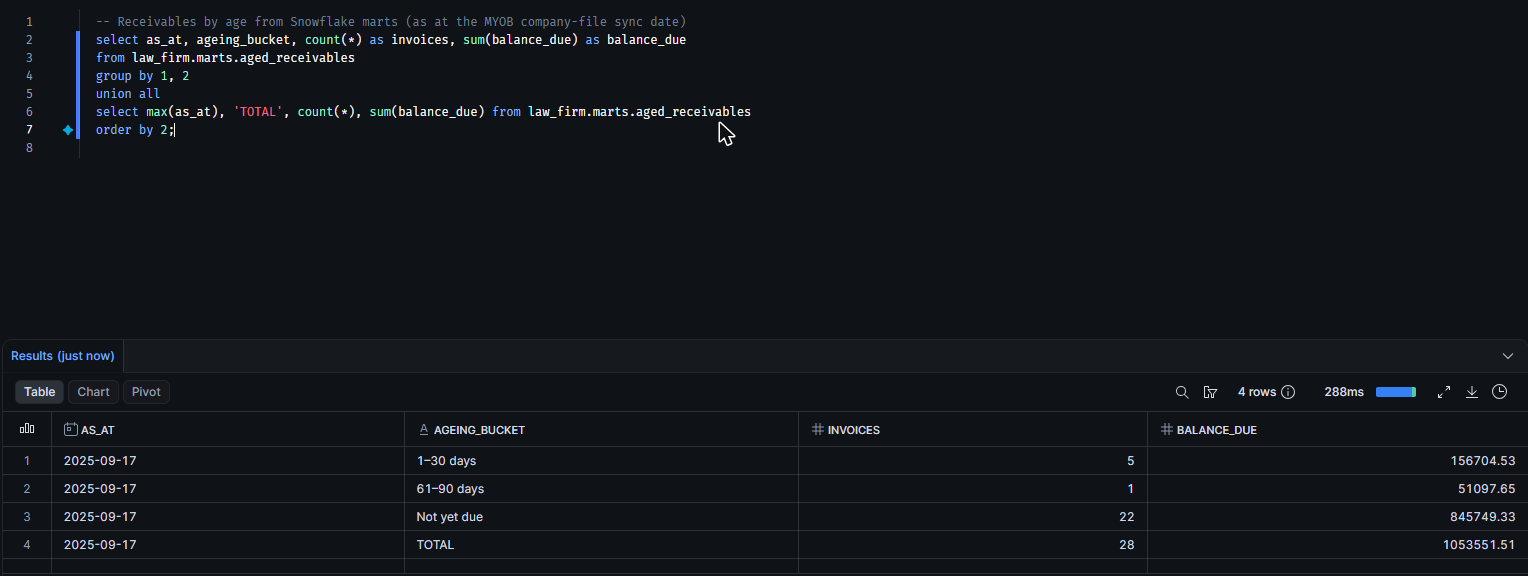 1 -- Receivables by age from Snowflake marts (as at the MYOB company-file sync date)
2 select as_at, ageing_bucket, count(*) as invoices, sum(balance_due) as balance_due
3 from law_firm.marts.aged_receivables
4 group by 1, 2
5 union all
6 select max(as_at), 'TOTAL', count(*), sum(balance_due) from law_firm.marts.aged_receivables
7 order by 2;
8
Results (just now)
Table Chart Pivot 4 rows 288ms
AS_AT AGEING_BUCKET INVOICES BALANCE_DUE
1 2025-09-17 1–30 days 5 156704.53
2 2025-09-17 61–90 days 1 51097.65
3 2025-09-17 Not yet due 22 845749.33
4 2025-09-17 TOTAL 28 1053551.51